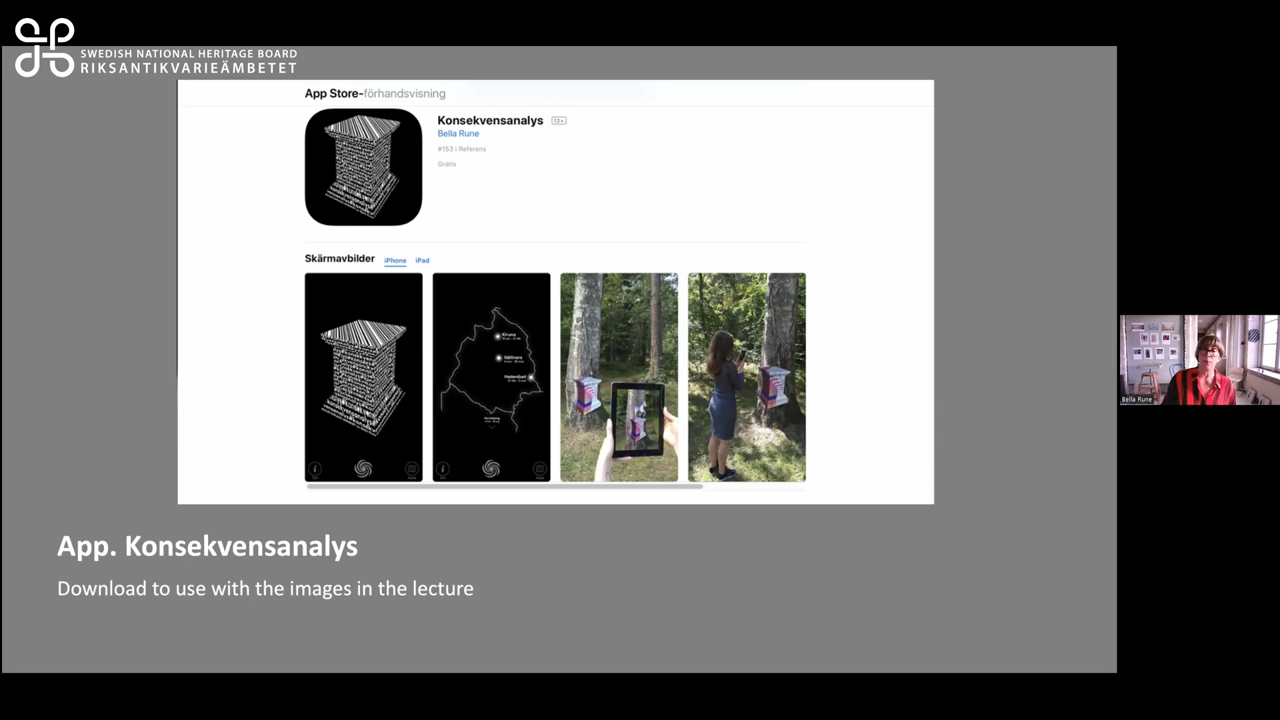 SWEDISH NATIONAL HERITAGE BOARD
RIKSANTIKVARIEÄMBETET
App Store-förhandsvisning
Konsekvensanalys 12+
Bella Rune
#153 i Referens
Gratis
Skärmavbilder iPhone iPad
Kiruna
Gällivare
App. Konsekvensanalys
Download to use with the images in the lecture
Bella Rune